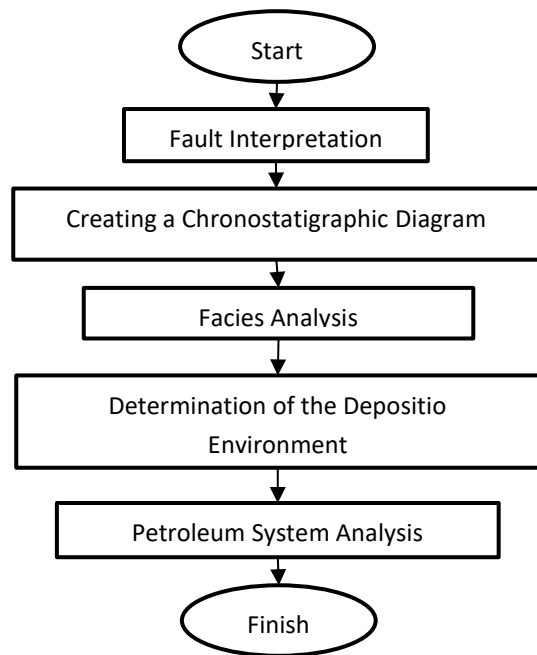 Start
Fault Interpretation
Creating a Chronostatigraphic Diagram
Facies Analysis
Determination of the Depositio
Environment
Petroleum System Analysis
Finish